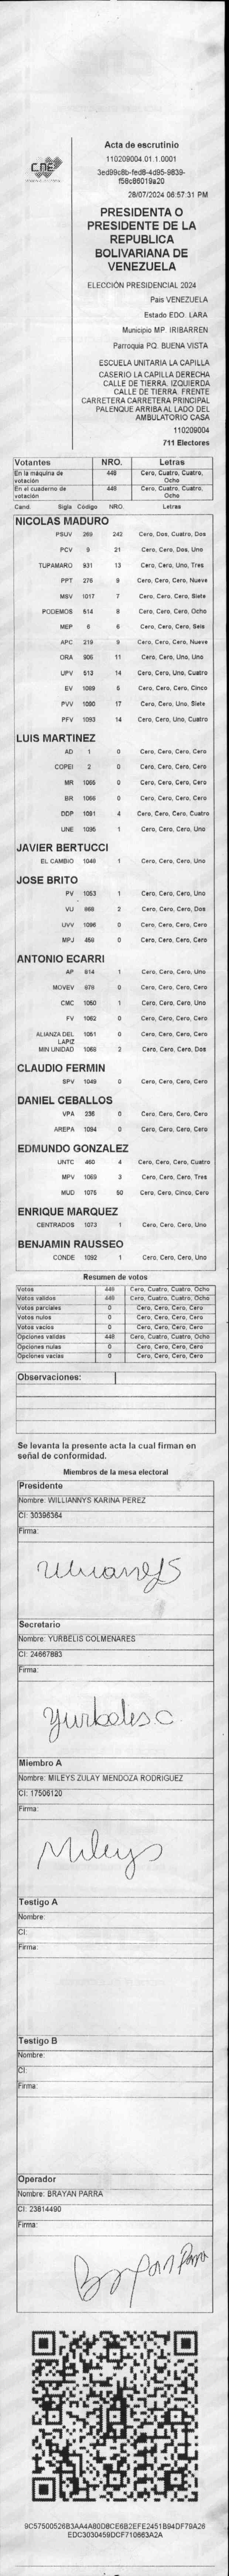 CNE
Acta de escrutinio
110209004.01.1.0001
3ed99c8b-fed8-4d95-9839-
f58c86019a20
28/07/2024 06:57:31 PM
PRESIDENTA O
PRESIDENTE DE LA
REPUBLICA
BOLIVARIANA DE
VENEZUELA
ELECCIÓN PRESIDENCIAL 2024
Pais VENEZUELA
Estado EDO. LARA
Municipio MP. IRIBARREN
Parroquia PQ. BUENA VISTA
ESCUELA UNITARIA LA CAPILLA
CASERIO LA CAPILLA DERECHA
CALLE DE TIERRA. IZQUIERDA
CALLE DE TIERRA. FRENTE
CARRETERA CARRETERA PRINCIPAL
PALENQUE ARRIBA AL LADO DEL
AMBULATORIO CASA
110209004
711 Electores
Votantes NRO. Letras
En la máquina de votación 448 Cero, Cuatro, Cuatro, Ocho
En el cuaderno de votación 448 Cero, Cuatro, Cuatro, Ocho
Cand. Sigla Código NRO. Letras
NICOLAS MADURO
PSUV 269 242 Cero, Dos, Cuatro, Dos
PCV 9 21 Cero, Cero, Dos, Uno
TUPAMARO 931 13 Cero, Cero, Uno, Tres
PPT 276 9 Cero, Cero, Cero, Nueve
MSV 1017 7 Cero, Cero, Cero, Siete
PODEMOS 614 8 Cero, Cero, Cero, Ocho
MEP 6 6 Cero, Cero, Cero, Seis
APC 219 9 Cero, Cero, Cero, Nueve
ORA 906 11 Cero, Cero, Uno, Uno
UPV 513 14 Cero, Cero, Uno, Cuatro
EV 1089 5 Cero, Cero, Cero, Cinco
PVV 1090 17 Cero, Cero, Uno, Siete
PFV 1093 14 Cero, Cero, Uno, Cuatro
LUIS MARTINEZ
AD 1 0 Cero, Cero, Cero, Cero
COPEI 2 0 Cero, Cero, Cero, Cero
MR 1065 0 Cero, Cero, Cero, Cero
BR 1066 0 Cero, Cero, Cero, Cero
DDP 1091 4 Cero, Cero, Cero, Cuatro
UNE 1095 1 Cero, Cero, Cero, Uno
JAVIER BERTUCCI
EL CAMBIO 1048 1 Cero, Cero, Cero, Uno
JOSE BRITO
PV 1053 1 Cero, Cero, Cero, Uno
VU 868 2 Cero, Cero, Cero, Dos
UVV 1096 0 Cero, Cero, Cero, Cero
MPJ 456 0 Cero, Cero, Cero, Cero
ANTONIO ECARRI
AP 814 1 Cero, Cero, Cero, Uno
MOVEV 878 0 Cero, Cero, Cero, Cero
CMC 1050 1 Cero, Cero, Cero, Uno
FV 1062 0 Cero, Cero, Cero, Cero
ALIANZA DEL LAPIZ 1051 0 Cero, Cero, Cero, Cero
MIN UNIDAD 1068 2 Cero, Cero, Cero, Dos
CLAUDIO FERMIN
SPV 1049 0 Cero, Cero, Cero, Cero
DANIEL CEBALLOS
VPA 236 0 Cero, Cero, Cero, Cero
AREPA 1094 0 Cero, Cero, Cero, Cero
EDMUNDO GONZALEZ
UNTC 460 4 Cero, Cero, Cero, Cuatro
MPV 1069 3 Cero, Cero, Cero, Tres
MUD 1075 50 Cero, Cero, Cinco, Cero
ENRIQUE MARQUEZ
CENTRADOS 1073 1 Cero, Cero, Cero, Uno
BENJAMIN RAUSSEO
CONDE 1092 1 Cero, Cero, Cero, Uno
Resumen de votos
Votos 448 Cero, Cuatro, Cuatro, Ocho
Votos validos 448 Cero, Cuatro, Cuatro, Ocho
Votos parciales 0 Cero, Cero, Cero, Cero
Votos nulos 0 Cero, Cero, Cero, Cero
Votos vacios 0 Cero, Cero, Cero, Cero
Opciones validas 448 Cero, Cuatro, Cuatro, Ocho
Opciones nulas 0 Cero, Cero, Cero, Cero
Opciones vacias 0 Cero, Cero, Cero, Cero
Observaciones:
Se levanta la presente acta la cual firman en
señal de conformidad.
Miembros de la mesa electoral
Presidente
Nombre: WILLIANNYS KARINA PEREZ
CI: 30396364
Firma:
Secretario
Nombre: YURBELIS COLMENARES
CI: 24667883
Firma:
Yurbelis C.
Miembro A
Nombre: MILEYS ZULAY MENDOZA RODRIGUEZ
CI: 17506120
Firma:
Mileys
Testigo A
Nombre:
CI:
Firma:
Testigo B
Nombre:
CI:
Firma:
Operador
Nombre: BRAYAN PARRA
CI: 23814490
Firma:
Brayan Parra
9C57500526B3AA4A80D8CE6B2EFE2451B94DF79A26
EDC3030459DCF710663A2A